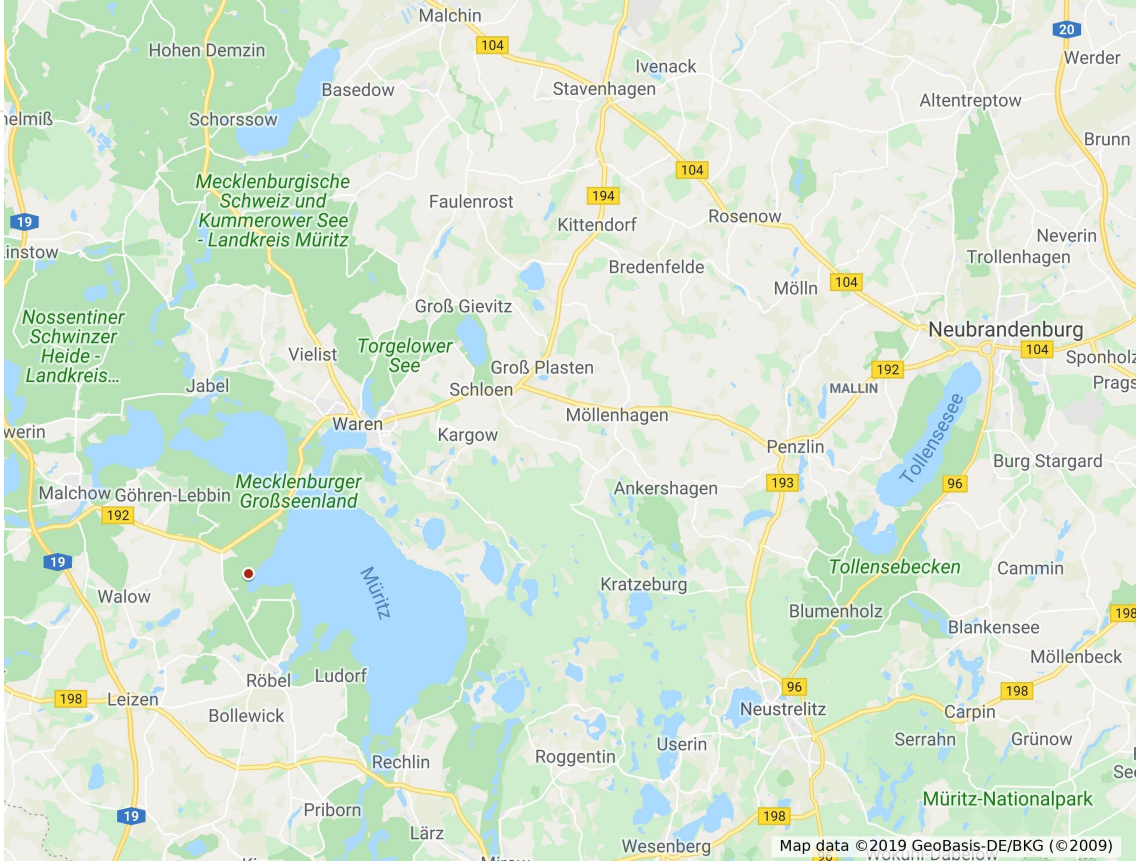 Malchin
20
104
Hohen Demzin
Werder
Ivenack
Basedow
Stavenhagen
Altentreptow
Schorssow
Brunn
104
Mecklenburgische
Schweiz und
Kummerower See
- Landkreis Müritz
194
Faulenrost
19
Rosenow
Kittendorf
Neverin
Trollenhagen
Bredenfelde
104
Mölln
Groß Gievitz
Nossentiner
Schwinzer
Heide -
Landkreis...
Neubrandenburg
104
Torgelower
See
Vielist
Sponholz
Groß Plasten
192
Jabel
Schloen
MALLIN
Möllenhagen
Waren
Kargow
Penzlin
Tollensesee
Burg Stargard
Mecklenburger
Großseenland
193
96
Ankershagen
Malchow
Göhren-Lebbin
192
19
Tollensebecken
Cammin
Müritz
Kratzeburg
Walow
Blumenholz
198
Blankensee
Möllenbeck
Röbel
Ludorf
96
198
198
Leizen
Neustrelitz
Carpin
Bollewick
Userin
Serrahn
Grünow
Roggentin
Rechlin
Müritz-Nationalpark
Priborn
19
198
Lärz
Wesenberg
Map data ©2019 GeoBasis-DE/BKG (©2009)